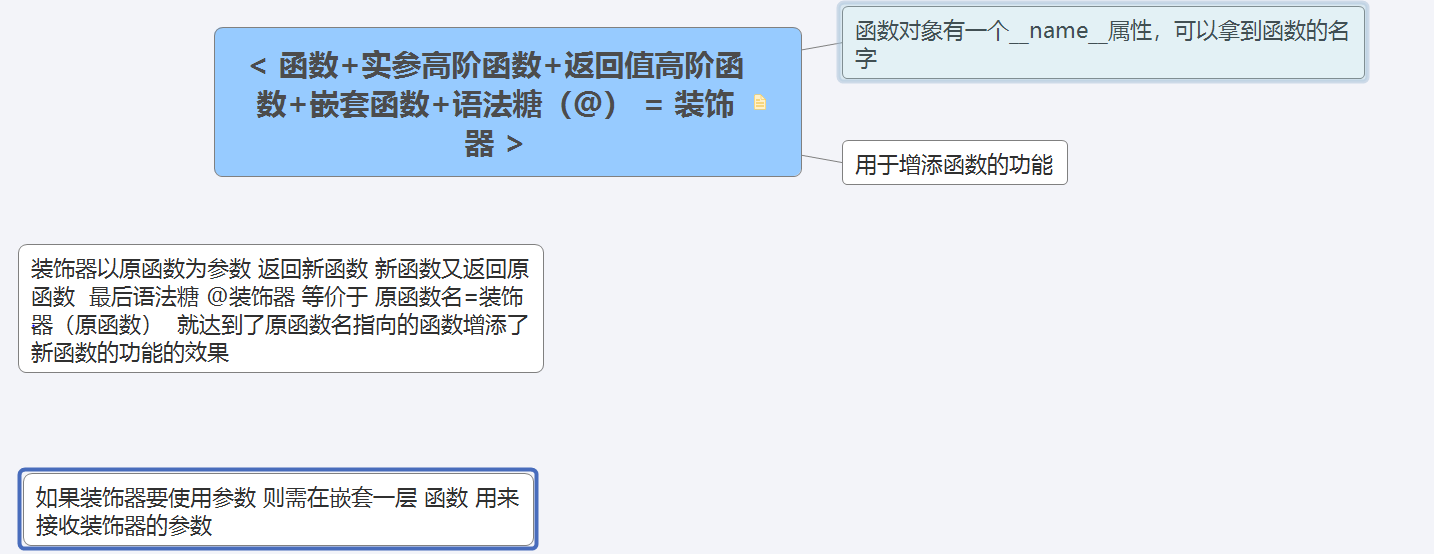 < 函数+实参高阶函数+返回值高阶函
数+嵌套函数+语法糖（@） = 装饰
器 >
函数对象有一个__name__属性，可以拿到函数的名
字
用于增添函数的功能
装饰器以原函数为参数 返回新函数 新函数又返回原
函数  最后语法糖 @装饰器 等价于 原函数名=装饰
器（原函数）  就达到了原函数名指向的函数增添了
新函数的功能的效果
如果装饰器要使用参数 则需在嵌套一层 函数 用来
接收装饰器的参数